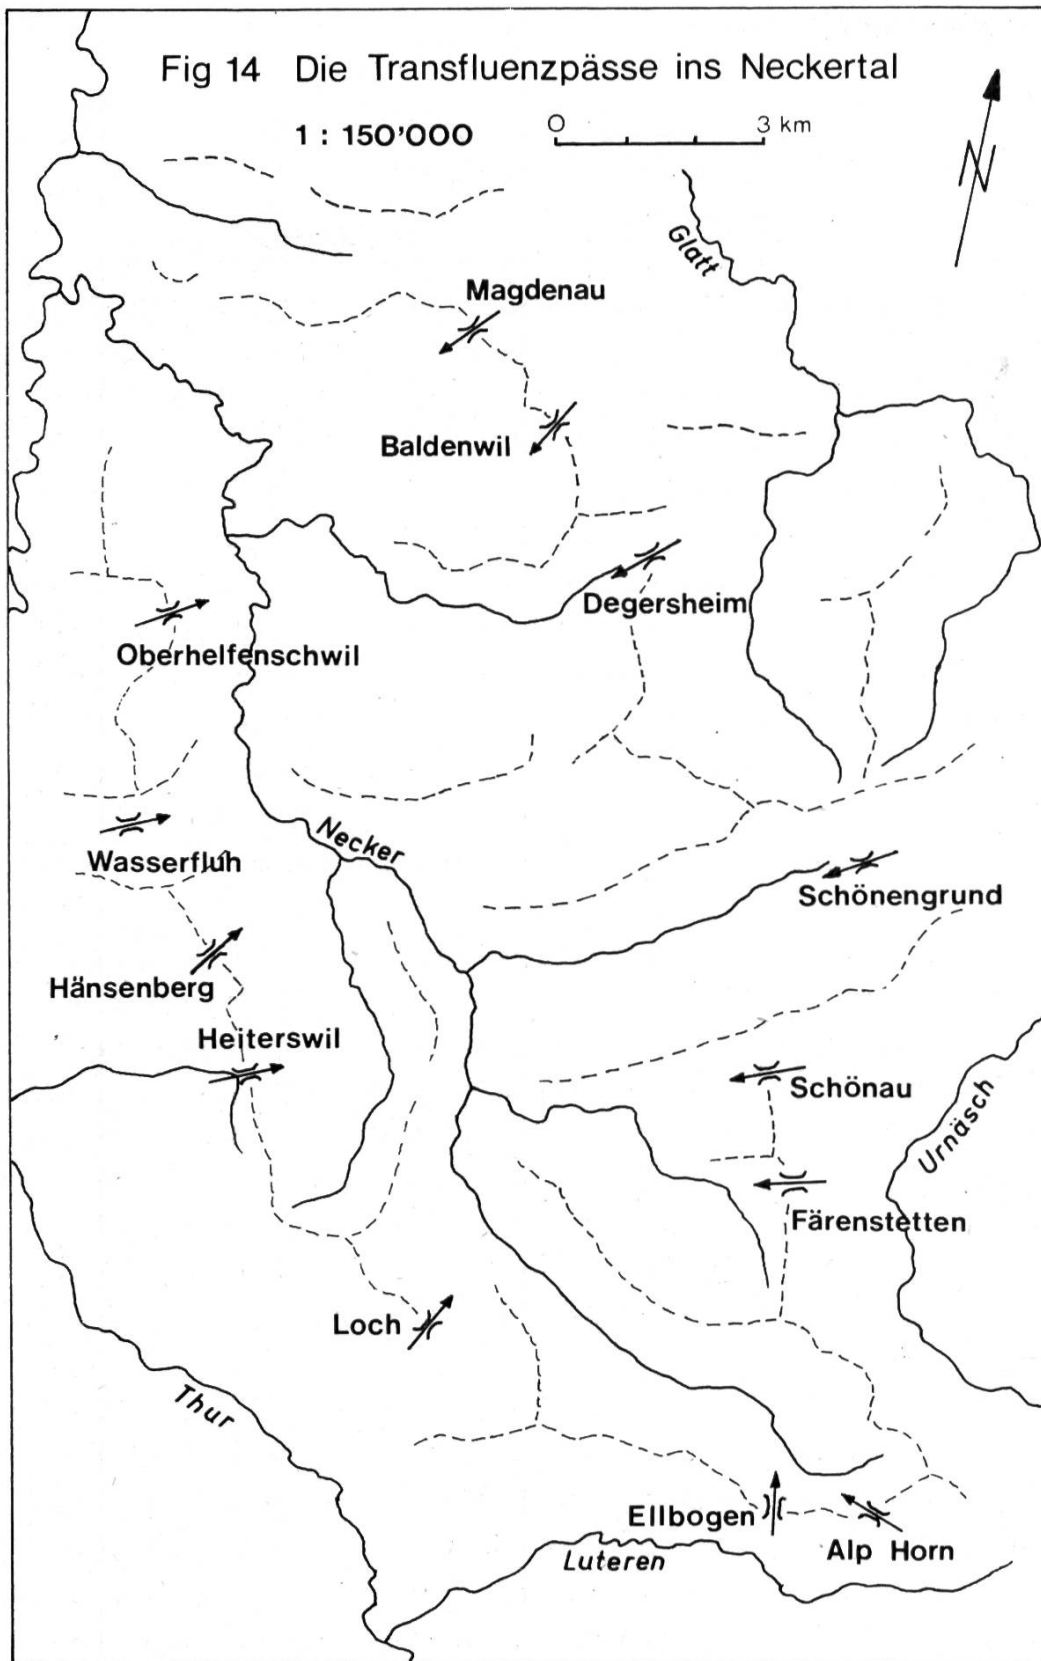 Fig 14 Die Transfluenzpässe ins Neckertal
1 : 150'000
0 3 km
N
Glatt
Magdenau
Baldenwil
Degersheim
Oberhelfenschwil
Necker
Wasserfluh
Schönengrund
Hänsenberg
Heiterswil
Schönau
Urnäsch
Färenstetten
Loch
Thur
Ellbogen
Alp Horn
Luteren